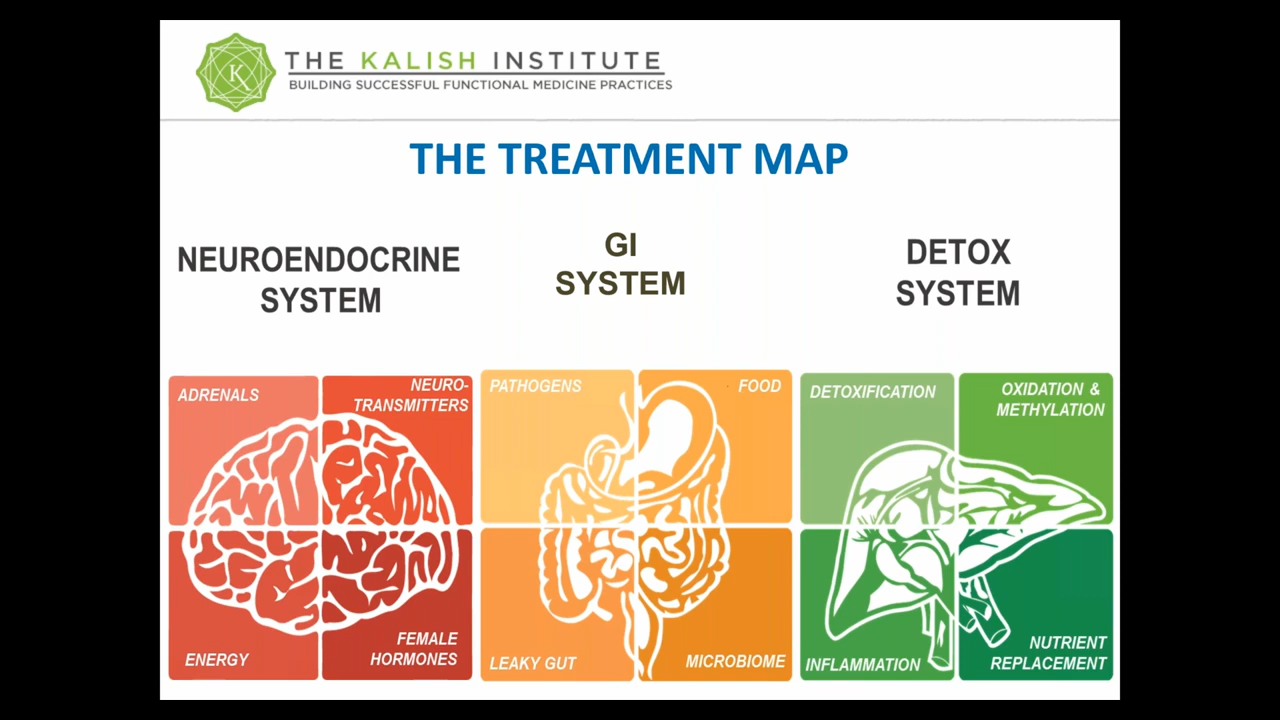 THE KALISH INSTITUTE
BUILDING SUCCESSFUL FUNCTIONAL MEDICINE PRACTICES
THE TREATMENT MAP
NEUROENDOCRINE
SYSTEM
ADRENALS
NEURO-
TRANSMITTERS
ENERGY
FEMALE
HORMONES
GI
SYSTEM
PATHOGENS
FOOD
LEAKY GUT
MICROBIOME
DETOX
SYSTEM
DETOXIFICATION
OXIDATION &
METHYLATION
INFLAMMATION
NUTRIENT
REPLACEMENT
K